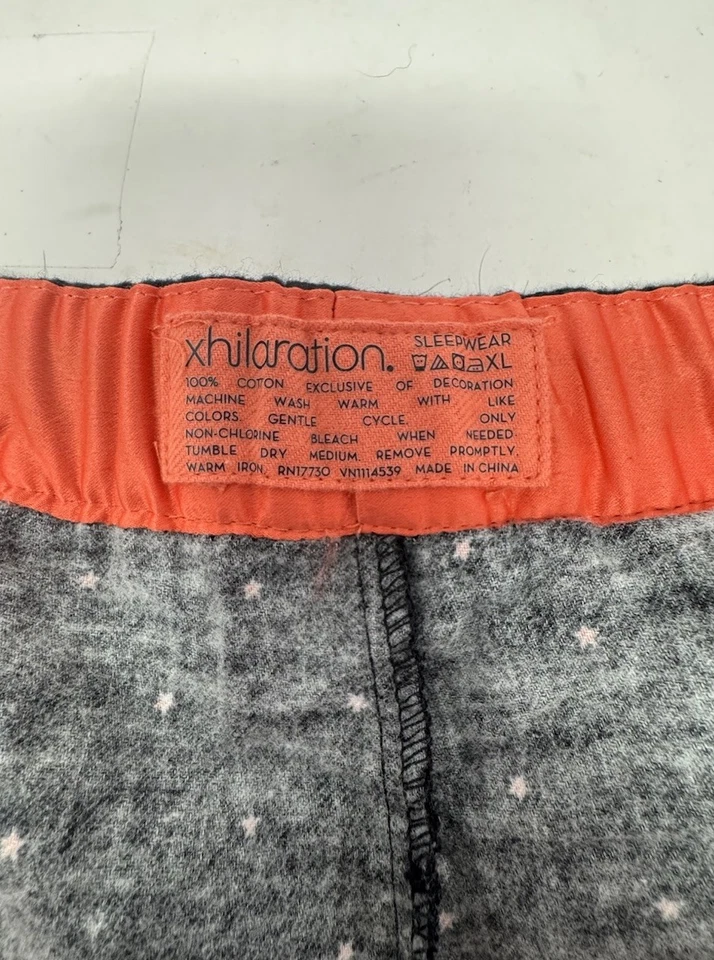 xhilaration. SLEEPWEAR
XL
100% COTON EXCLUSIVE OF DECORATION
MACHINE WASH WARM WITH LIKE
COLORS. GENTLE CYCLE. ONLY
NON-CHLORINE BLEACH WHEN NEEDED.
TUMBLE DRY MEDIUM. REMOVE PROMPTLY.
WARM IRON. RN17730 VN1114539 MADE IN CHINA